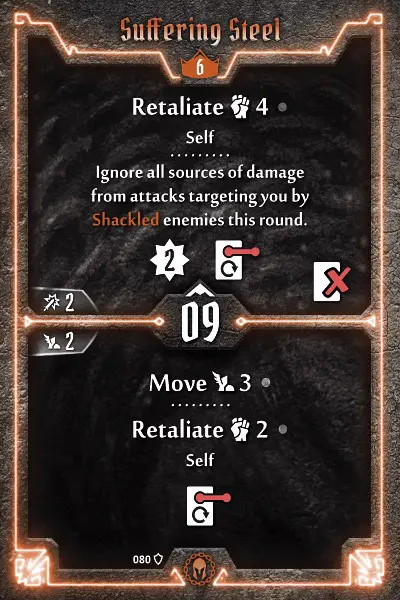 Suffering Steel
6
Retaliate 4
Self
Ignore all sources of damage
from attacks targeting you by
Shackled enemies this round.
2
2
09
2
Move 3
Retaliate 2
Self
080